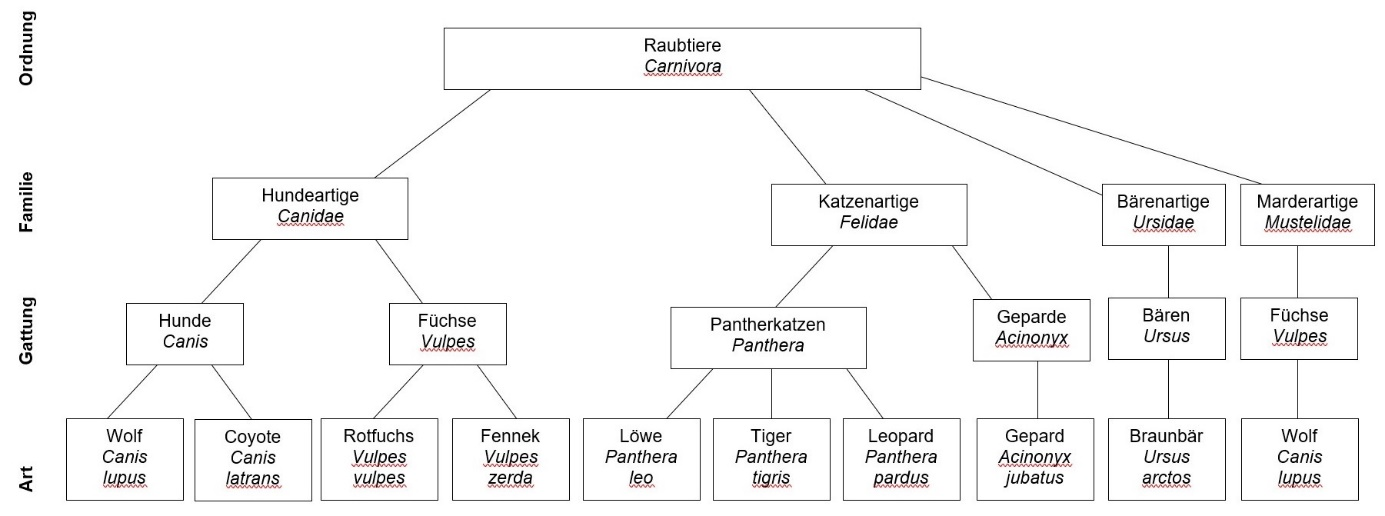 Ordnung
Raubtiere
Carnivora
Familie
Hundeartige
Canidae
Katzenartige
Felidae
Bärenartige
Ursidae
Marderartige
Mustelidae
Gattung
Hunde
Canis
Füchse
Vulpes
Pantherkatzen
Panthera
Geparde
Acinonyx
Bären
Ursus
Füchse
Vulpes
Art
Wolf
Canis
lupus
Coyote
Canis
latrans
Rotfuchs
Vulpes
vulpes
Fennek
Vulpes
zerda
Löwe
Panthera
leo
Tiger
Panthera
tigris
Leopard
Panthera
pardus
Gepard
Acinonyx
jubatus
Braunbär
Ursus
arctos
Wolf
Canis
lupus